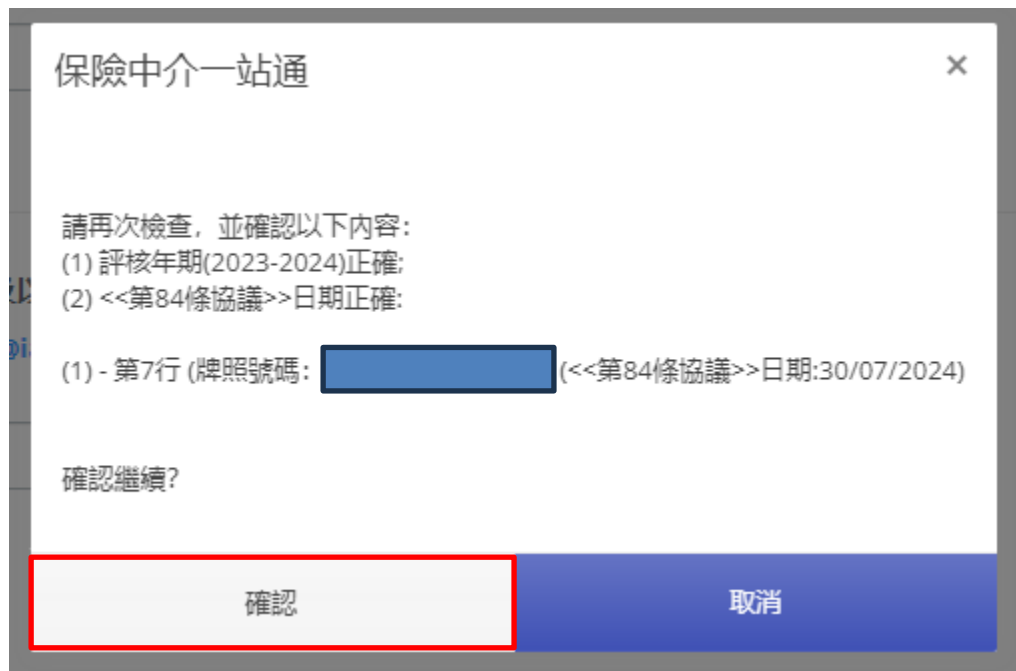 保險中介一站通
×
請再次檢查，並確認以下內容：
(1) 評核年期(2023-2024)正確;
(2) <<第84條協議>>日期正確:
(1) - 第7行 (牌照號碼： (<<第84條協議>>日期:30/07/2024)
確認繼續?
確認
取消